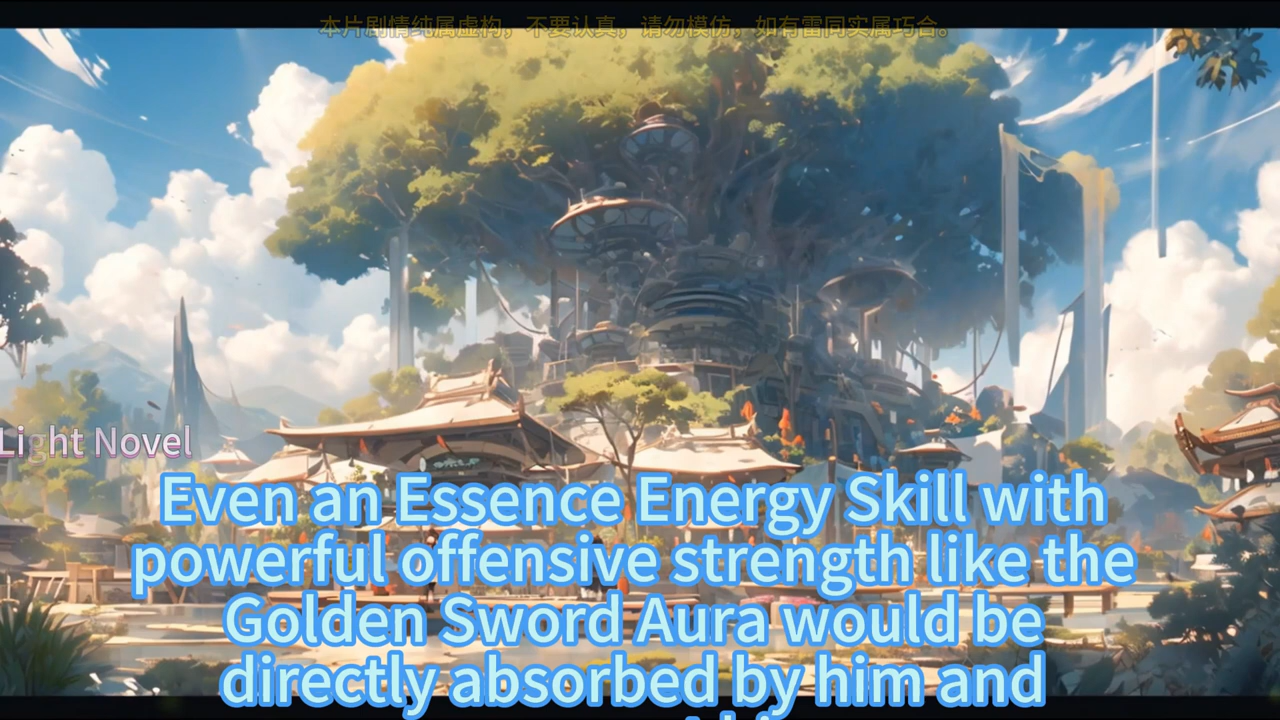 本片剧情纯属虚构，不要认真，请勿模仿，如有雷同实属巧合。
Light Novel
Even an Essence Energy Skill with
powerful offensive strength like the
Golden Sword Aura would be
directly absorbed by him and